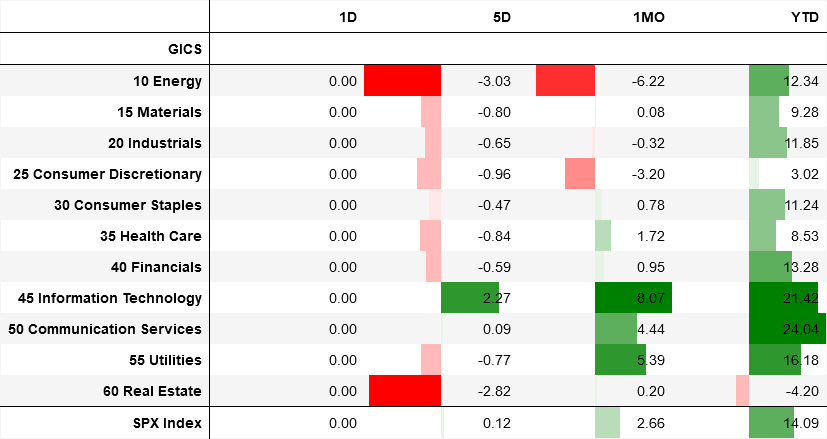 1D 5D 1MO YTD
GICS
10 Energy 0.00 -3.03 -6.22 12.34
15 Materials 0.00 -0.80 0.08 9.28
20 Industrials 0.00 -0.65 -0.32 11.85
25 Consumer Discretionary 0.00 -0.96 -3.20 3.02
30 Consumer Staples 0.00 -0.47 0.78 11.24
35 Health Care 0.00 -0.84 1.72 8.53
40 Financials 0.00 -0.59 0.95 13.28
45 Information Technology 0.00 2.27 8.07 21.42
50 Communication Services 0.00 0.09 4.44 24.04
55 Utilities 0.00 -0.77 5.39 16.18
60 Real Estate 0.00 -2.82 0.20 -4.20
SPX Index 0.00 0.12 2.66 14.09